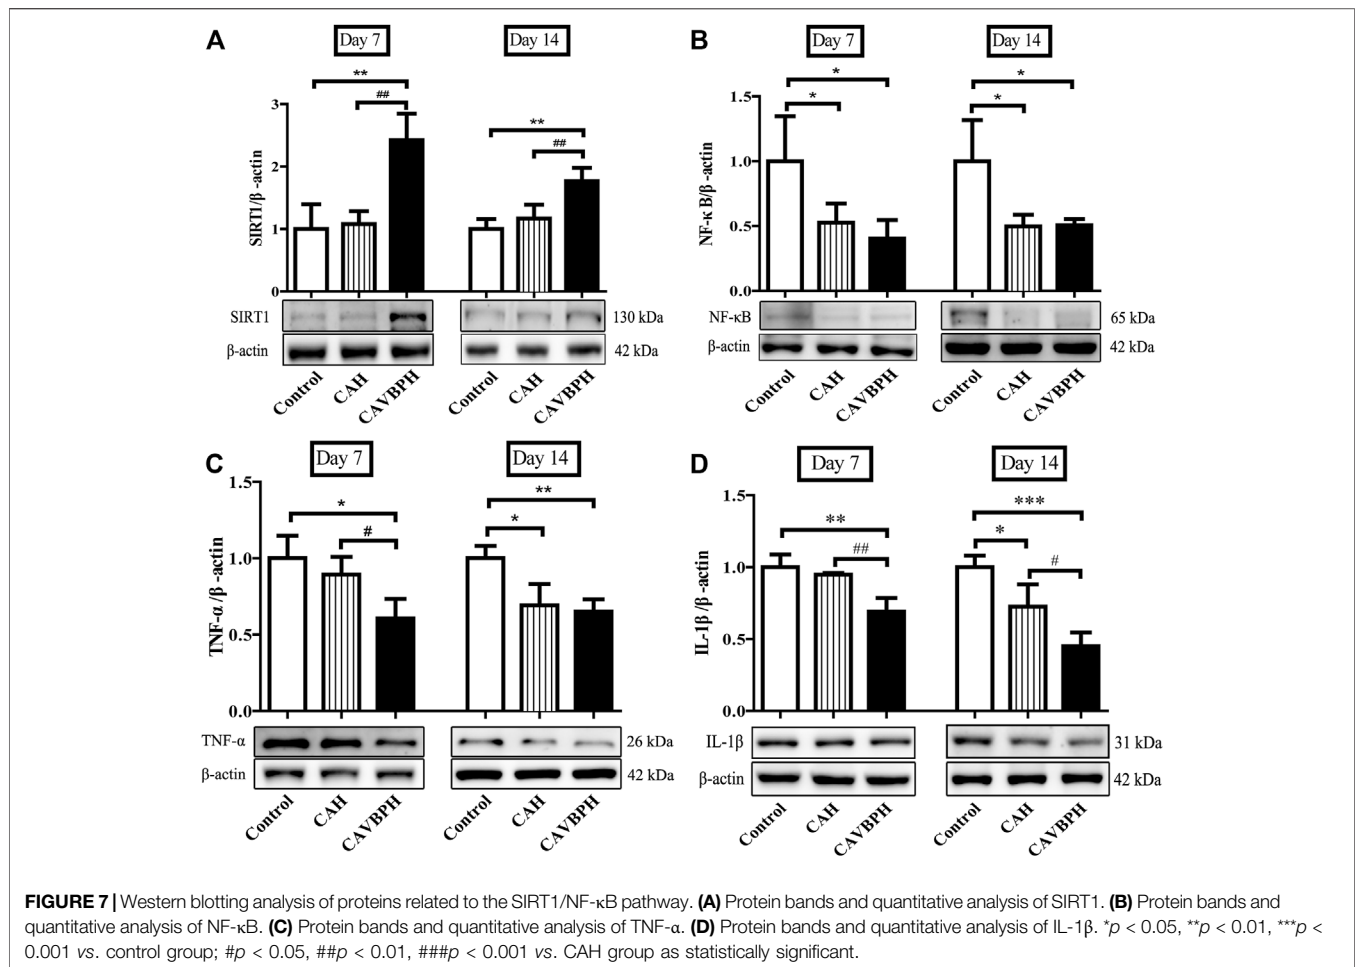 A
Day 7
Day 14
**
##
**
##
3
2
1
0
SIRT1/β -actin
SIRT1
130 kDa
β-actin
42 kDa
Control
CAH
CAVBPH
Control
CAH
CAVBPH
B
Day 7
Day 14
*
*
*
*
1.5
1.0
0.5
0.0
NF-κ B/β -actin
NF-κB
65 kDa
β-actin
42 kDa
Control
CAH
CAVBPH
Control
CAH
CAVBPH
C
Day 7
Day 14
*
#
**
*
1.5
1.0
0.5
0.0
TNF-α /β -actin
TNF-α
26 kDa
β-actin
42 kDa
Control
CAH
CAVBPH
Control
CAH
CAVBPH
D
Day 7
Day 14
**
##
***
*
#
1.5
1.0
0.5
0.0
IL-1β /β -actin
IL-1β
31 kDa
β-actin
42 kDa
Control
CAH
CAVBPH
Control
CAH
CAVBPH
FIGURE 7 | Western blotting analysis of proteins related to the SIRT1/NF-κB pathway. (A) Protein bands and quantitative analysis of SIRT1. (B) Protein bands and
quantitative analysis of NF-κB. (C) Protein bands and quantitative analysis of TNF-α. (D) Protein bands and quantitative analysis of IL-1β. *p < 0.05, **p < 0.01, ***p <
0.001 vs. control group; #p < 0.05, ##p < 0.01, ###p < 0.001 vs. CAH group as statistically significant.